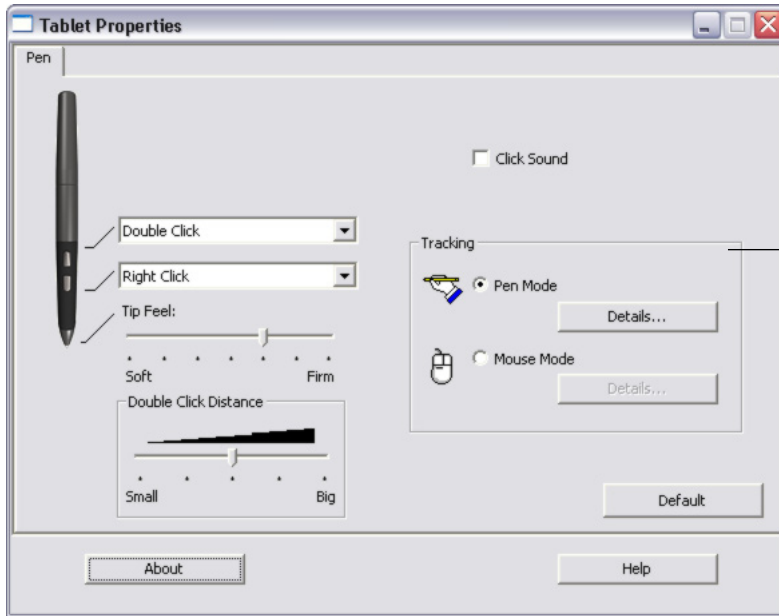 Tablet Properties
Pen
Click Sound
Double Click
Right Click
Tip Feel:
Soft Firm
Double Click Distance
Small Big
Tracking
Pen Mode
Details...
Mouse Mode
Details...
Default
About
Help